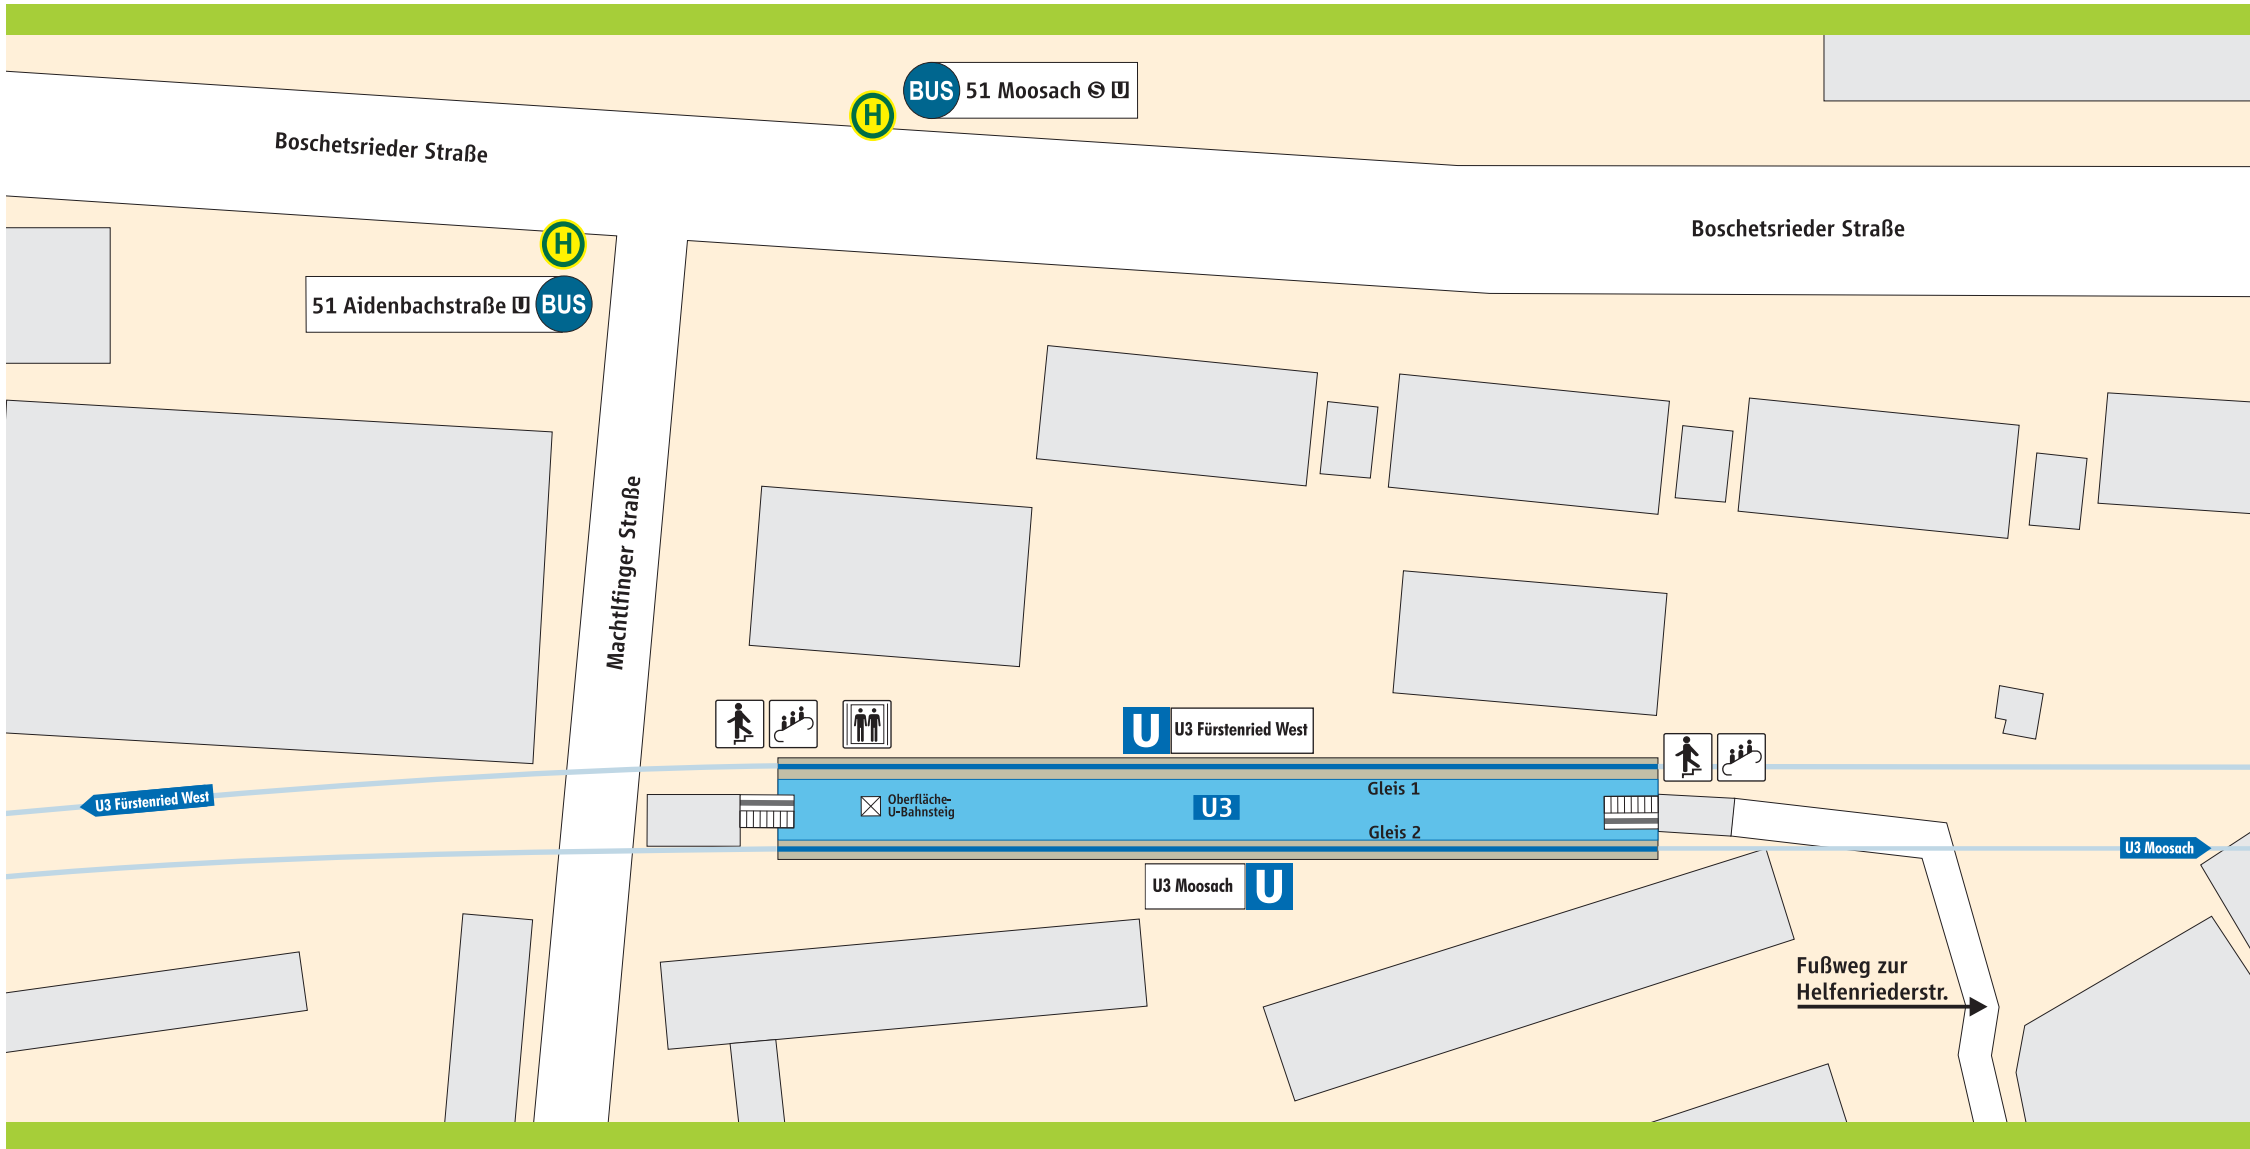 BUS 51 Moosach S U
H
Boschetsrieder Straße
Boschetsrieder Straße
H
51 Aidenbachstraße U BUS
Machtlfinger Straße
U U3 Fürstenried West
U3 Fürstenried West
Gleis 1
Oberfläche-
U-Bahnsteig
U3
Gleis 2
U3 Moosach
U3 Moosach U
Fußweg zur
Helfenriederstr.